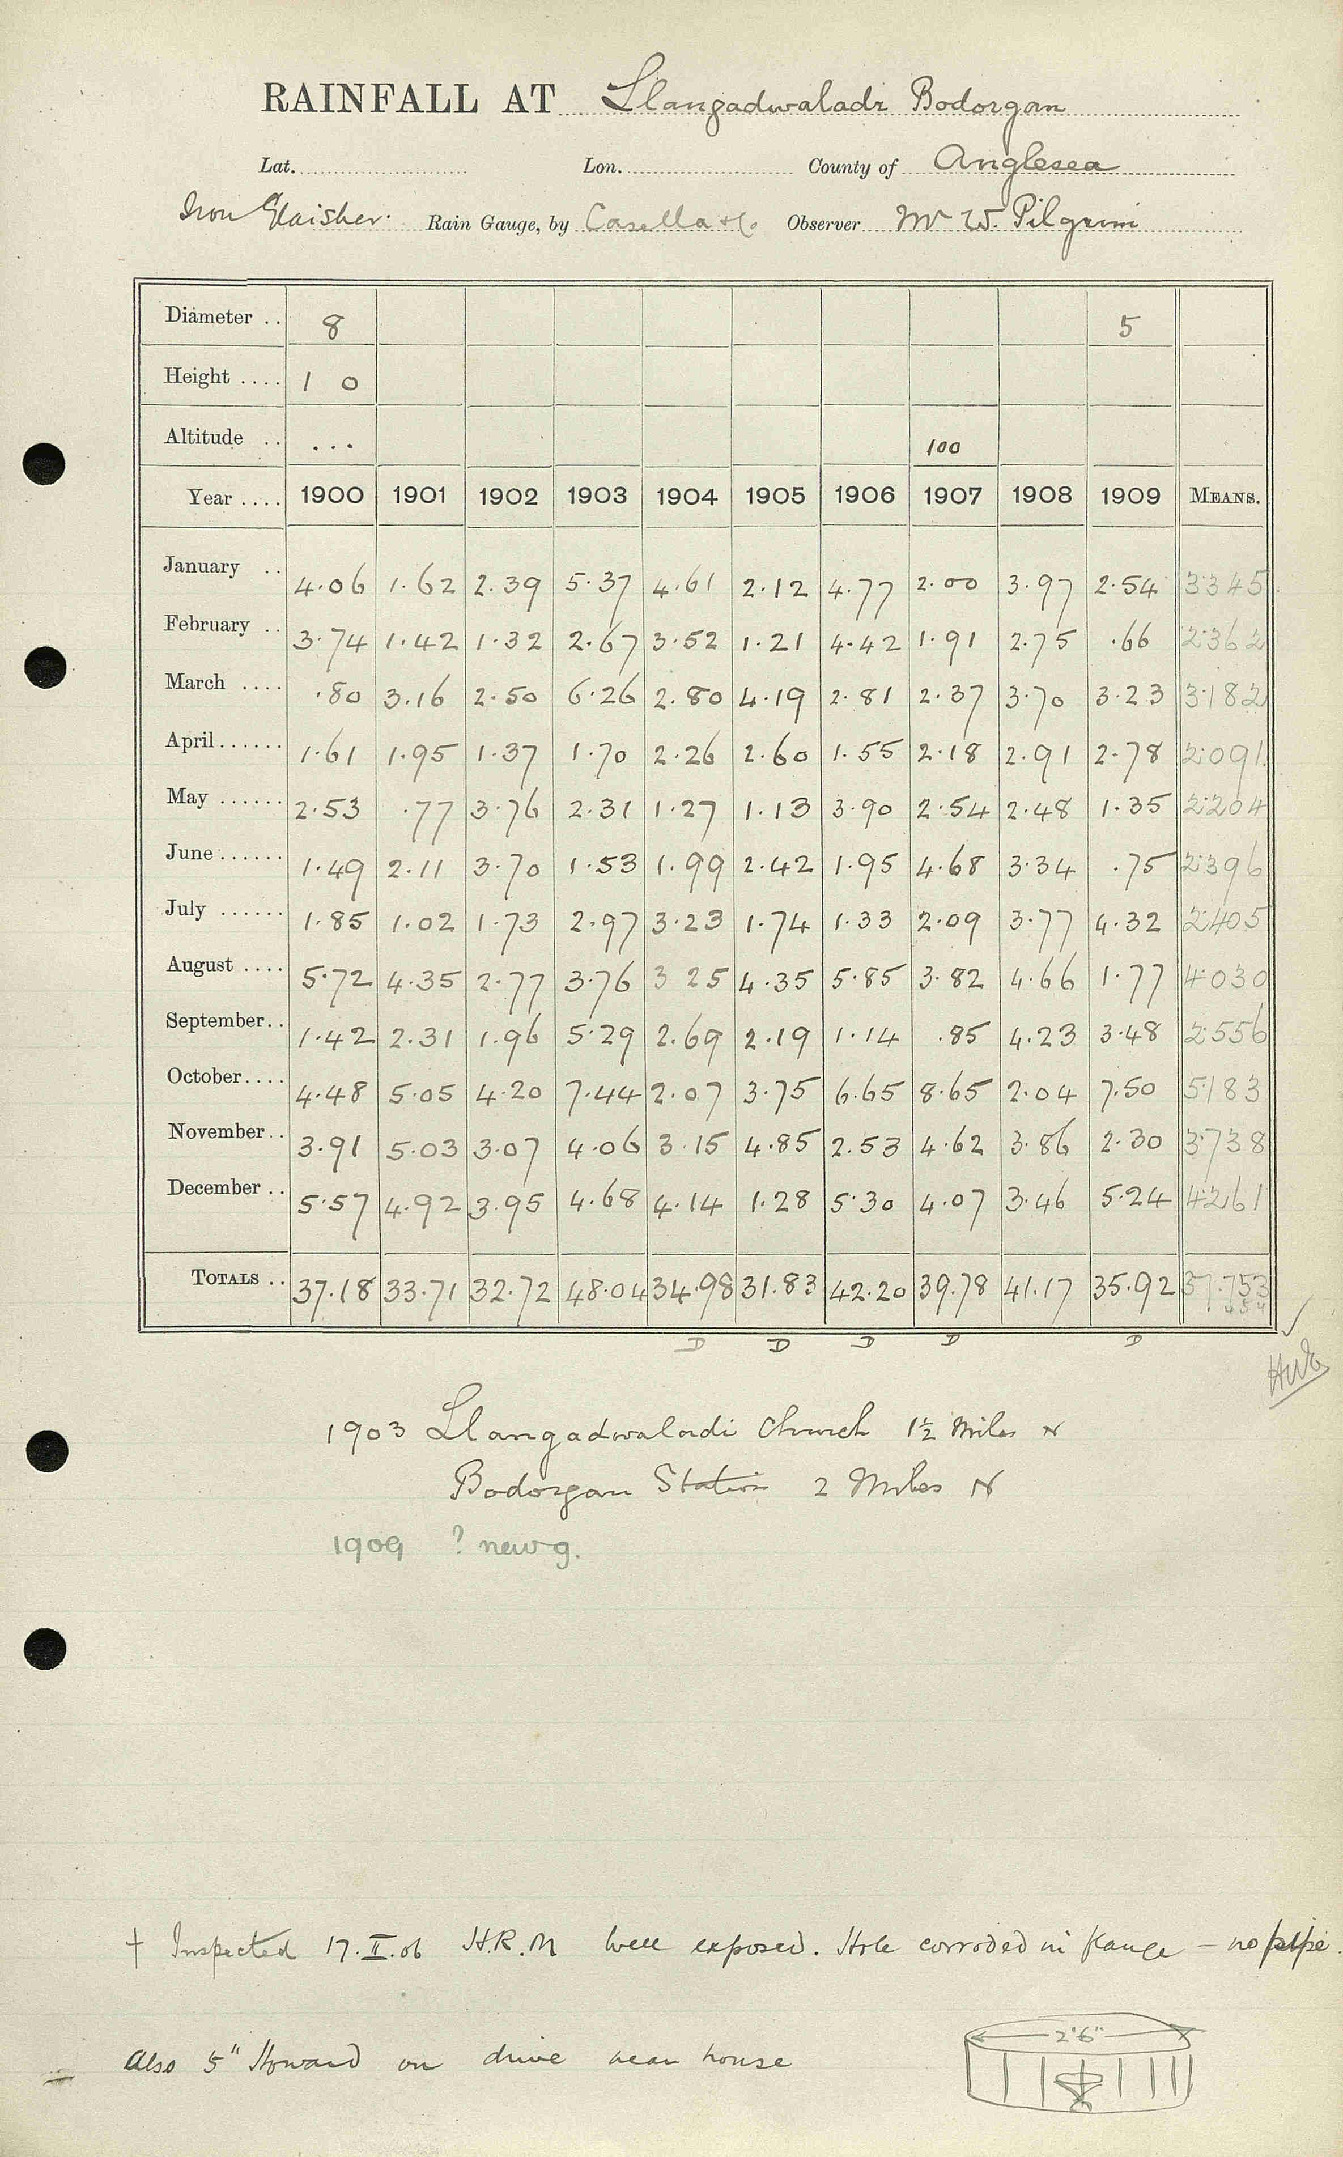 RAINFALL AT Llangadwaladr Bodorgan
Lat. Lon. County of Anglesea
Iron Glaisher. Rain Gauge, by Casella & Co Observer Mr W. Pilgrim
Diameter .. 8 5
Height .... 1 0
Altitude .. ... 100
Year .... 1900 1901 1902 1903 1904 1905 1906 1907 1908 1909 MEANS.
January .. 4.06 1.62 2.39 5.37 4.61 2.12 4.77 2.00 3.97 2.54 3.345
February .. 3.74 1.42 1.32 2.67 3.52 1.21 4.42 1.91 2.75 .66 2.362
March .... .80 3.16 2.50 6.26 2.80 4.19 2.81 2.37 3.70 3.23 3.182
April ...... 1.61 1.95 1.37 1.70 2.26 2.60 1.55 2.18 2.91 2.78 2.091
May ...... 2.53 .77 3.76 2.31 1.27 1.13 3.90 2.54 2.48 1.35 2.204
June ...... 1.49 2.11 3.70 1.53 1.99 2.42 1.95 4.68 3.34 .75 2.396
July ...... 1.85 1.02 1.73 2.97 3.23 1.74 1.33 2.09 3.77 4.32 2.405
August .... 5.72 4.35 2.77 3.76 3 25 4.35 5.85 3.82 4.66 1.77 4.030
September.. 1.42 2.31 1.96 5.29 2.69 2.19 1.14 .85 4.23 3.48 2.556
October.... 4.48 5.05 4.20 7.44 2.07 3.75 6.65 8.65 2.04 7.50 5.183
November.. 3.91 5.03 3.07 4.06 3.15 4.85 2.53 4.62 3.86 2.30 3.738
December .. 5.57 4.92 3.95 4.68 4.14 1.28 5.30 4.07 3.46 5.24 4.261
TOTALS .. 37.18 33.71 32.72 48.04 34.98 31.83 42.20 39.78 41.17 35.92 37.753
D D D D D
1903 Llangadwaladr Church 1½ Miles N
Bodorgan Station 2 Miles N
1909 ? new g.
† Inspected 17.II.06 H.R.M Well exposed. Hole corroded in flange — no pipe.
2'6"
Also 5" Howard on drive near house